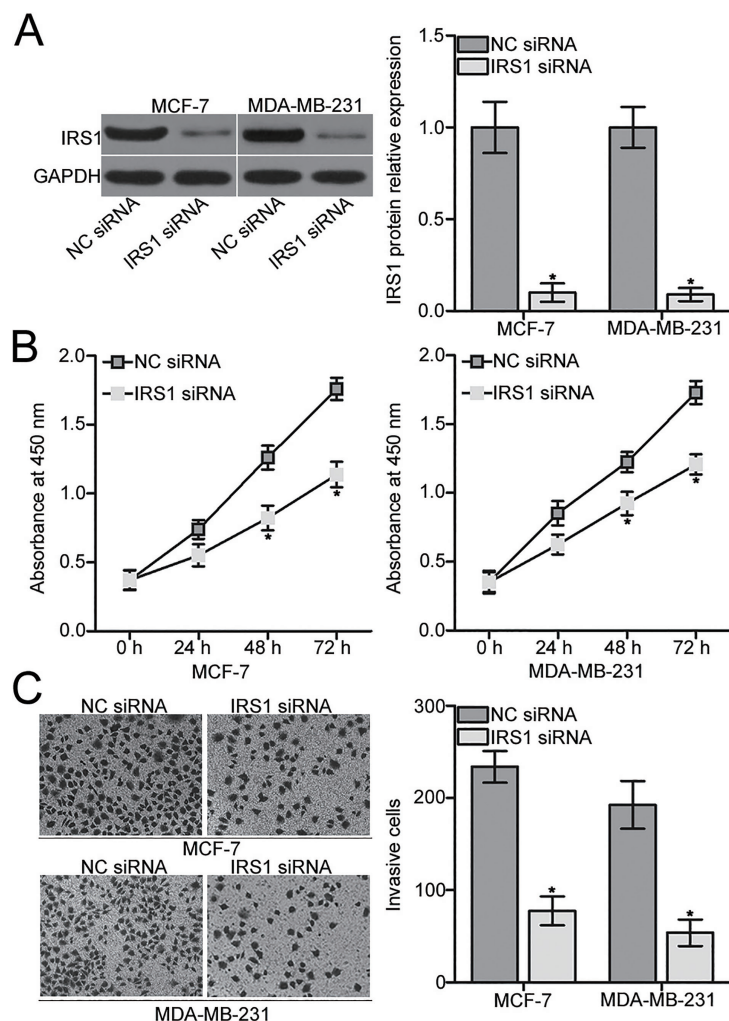 A
MCF-7 MDA-MB-231
IRS1
GAPDH
NC siRNA IRS1 siRNA NC siRNA IRS1 siRNA
IRS1 protein relative expression
1.5
1.0
0.5
0.0
NC siRNA
IRS1 siRNA
* *
MCF-7 MDA-MB-231
B
Absorbance at 450 nm
2.0
1.5
1.0
0.5
0.0
NC siRNA
IRS1 siRNA
* *
0 h 24 h 48 h 72 h
MCF-7
Absorbance at 450 nm
2.0
1.5
1.0
0.5
0.0
NC siRNA
IRS1 siRNA
* *
0 h 24 h 48 h 72 h
MDA-MB-231
C
NC siRNA IRS1 siRNA
MCF-7
NC siRNA IRS1 siRNA
MDA-MB-231
Invasive cells
300
200
100
0
NC siRNA
IRS1 siRNA
* *
MCF-7 MDA-MB-231